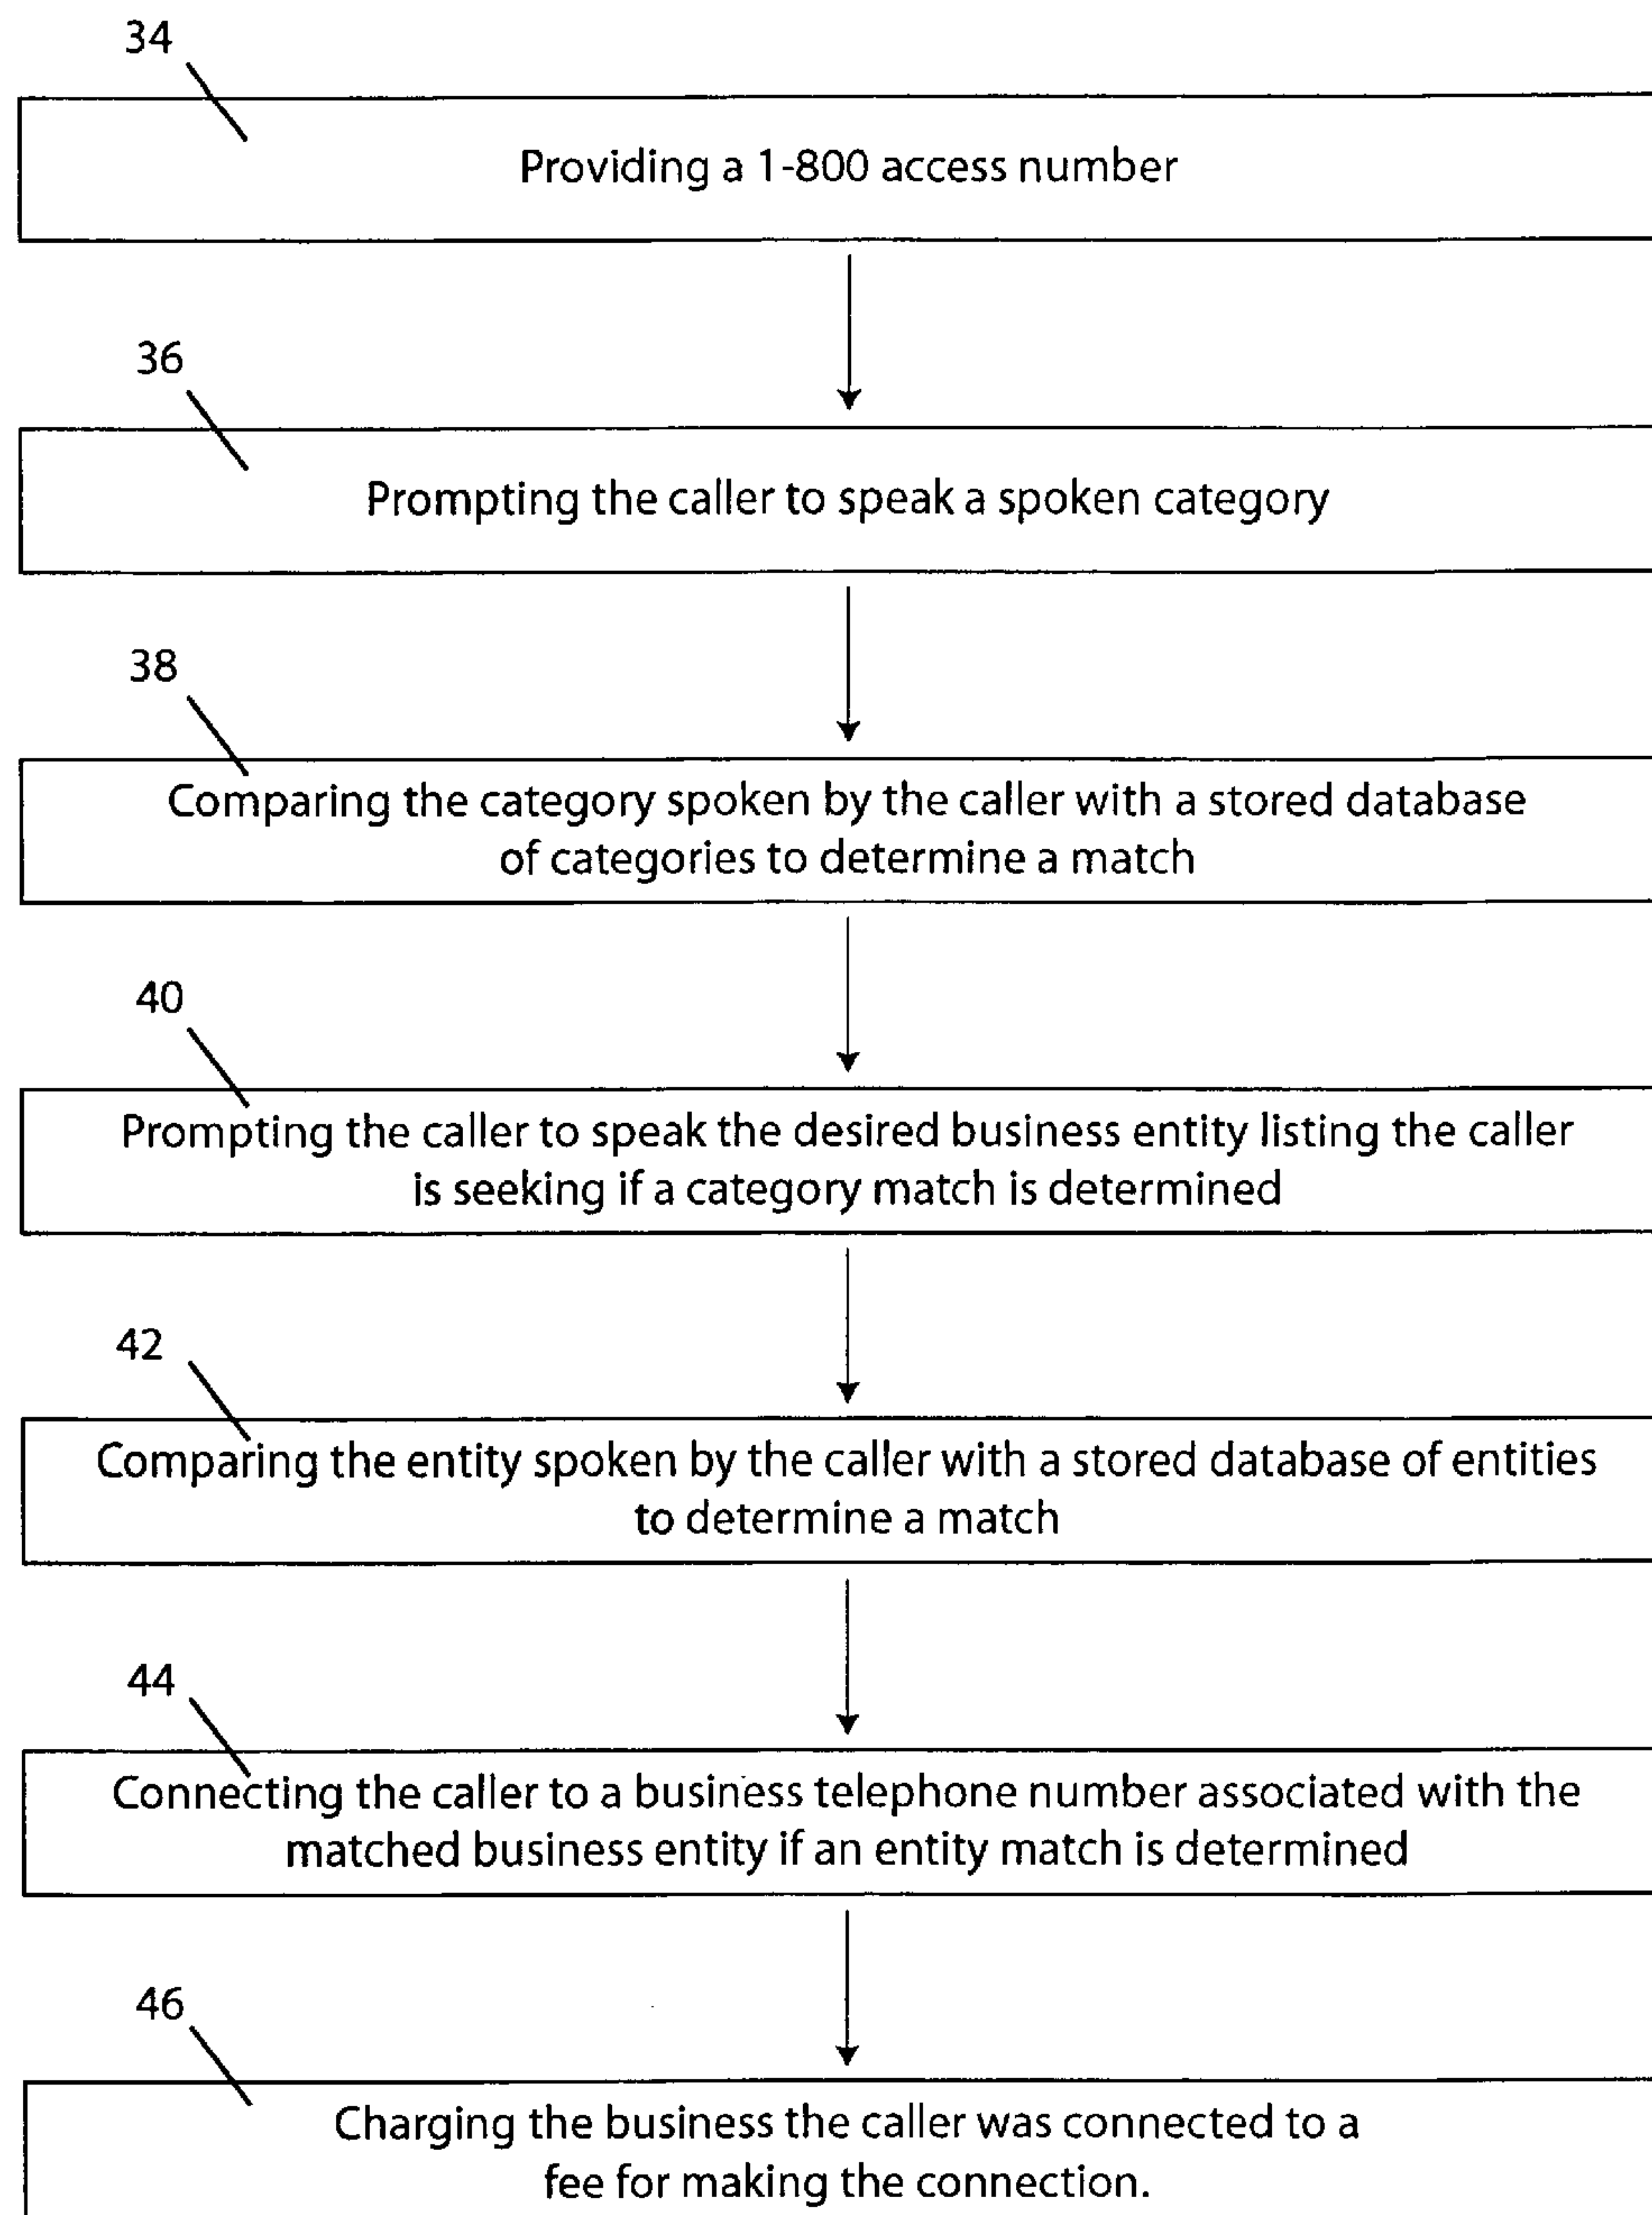 34
Providing a 1-800 access number
36
Prompting the caller to speak a spoken category
38
Comparing the category spoken by the caller with a stored database
of categories to determine a match
40
Prompting the caller to speak the desired business entity listing the caller
is seeking if a category match is determined
42
Comparing the entity spoken by the caller with a stored database of entities
to determine a match
44
Connecting the caller to a business telephone number associated with the
matched business entity if an entity match is determined
46
Charging the business the caller was connected to a
fee for making the connection.